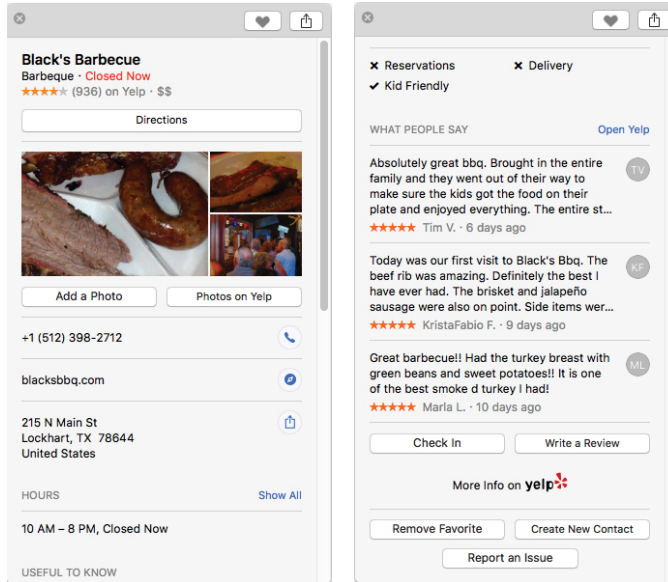 Black's Barbecue
Barbeque · Closed Now
(936) on Yelp · $$
Directions
Add a Photo
Photos on Yelp
+1 (512) 398-2712
blacksbbq.com
215 N Main St
Lockhart, TX 78644
United States
HOURS
Show All
10 AM – 8 PM, Closed Now
USEFUL TO KNOW
Reservations
Delivery
Kid Friendly
WHAT PEOPLE SAY
Open Yelp
Absolutely great bbq. Brought in the entire
family and they went out of their way to
make sure the kids got the food on their
plate and enjoyed everything. The entire st...
TV
Tim V. · 6 days ago
Today was our first visit to Black's Bbq. The
beef rib was amazing. Definitely the best I
have ever had. The brisket and jalapeño
sausage were also on point. Side items wer...
KF
KristaFabio F. · 9 days ago
Great barbecue!! Had the turkey breast with
green beans and sweet potatoes!! It is one
of the best smoke d turkey I had!
ML
Marla L. · 10 days ago
Check In
Write a Review
More Info on yelp
Remove Favorite
Create New Contact
Report an Issue